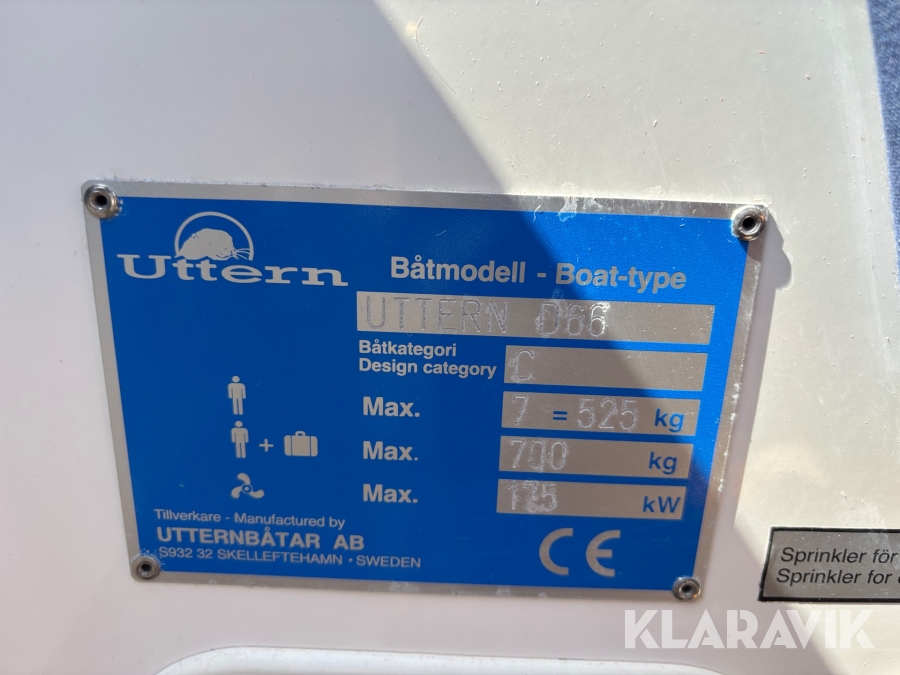 Uttern
Båtmodell - Boat-type
UTTERN D66
Båtkategori
Design category C
Max. 7 = 525 kg
+ Max. 700 kg
Max. 175 kW
Tillverkare - Manufactured by
UTTERNBÅTAR AB
S932 32 SKELLEFTEHAMN · SWEDEN
CE
Sprinkler för
Sprinkler for
KLARAVIK